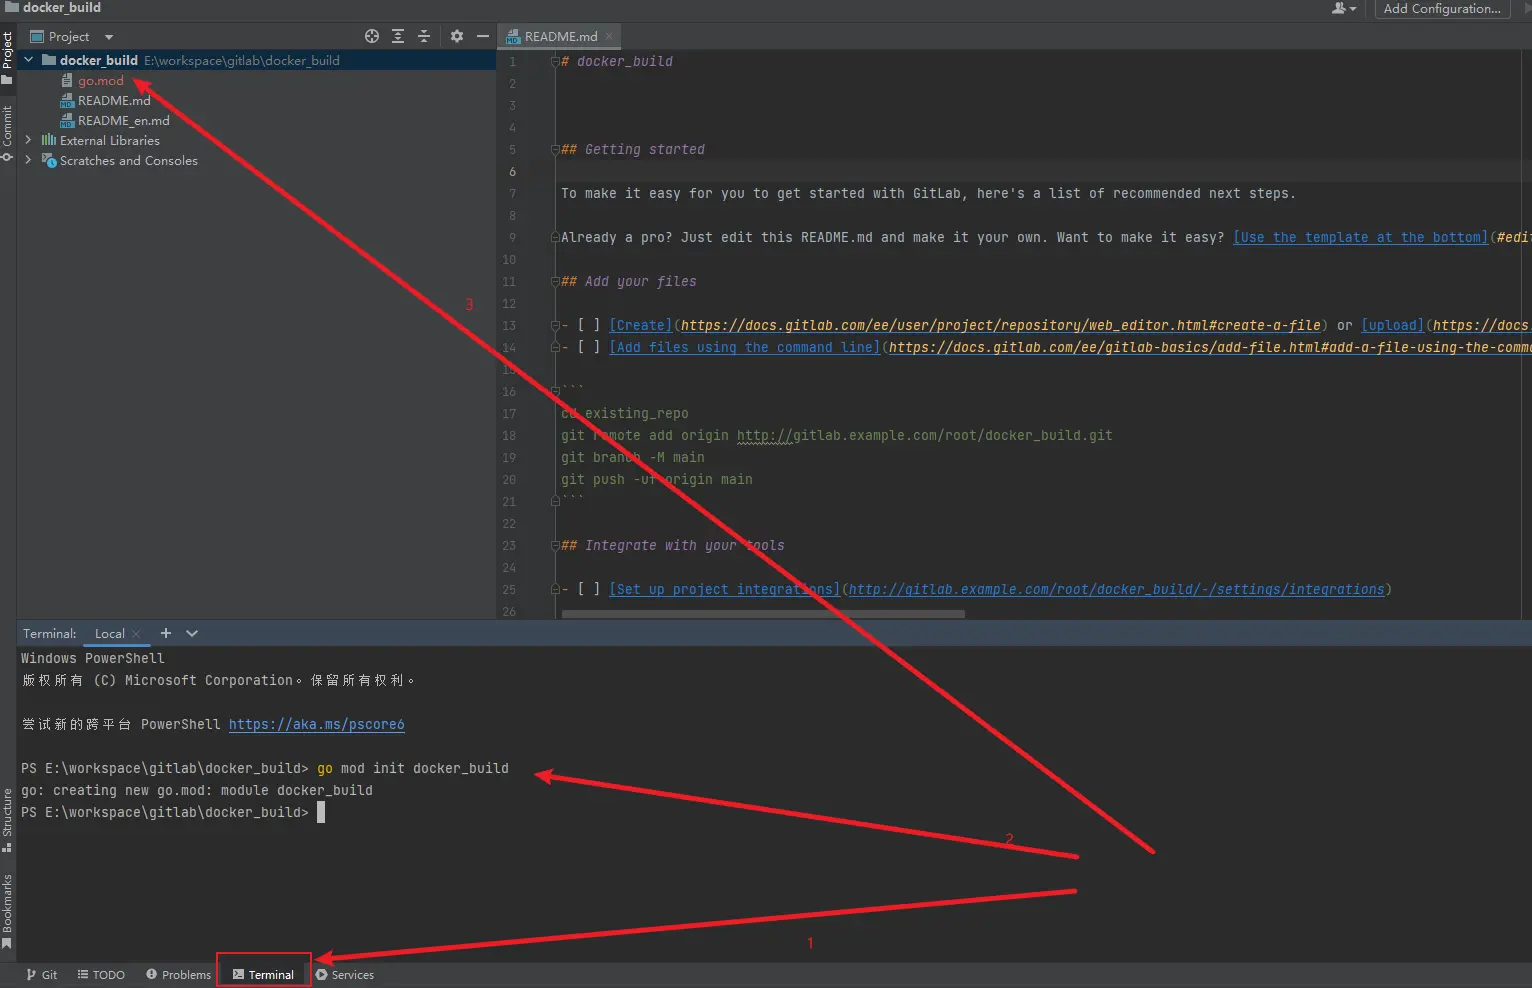 docker_build
Add Configuration...
Project
Project
docker_build E:\workspace\gitlab\docker_build
go.mod
README.md
README_en.md
External Libraries
Scratches and Consoles
Commit
README.md
1 # docker_build
2
3
4
5 ## Getting started
6
7 To make it easy for you to get started with GitLab, here's a list of recommended next steps.
8
9 Already a pro? Just edit this README.md and make it your own. Want to make it easy? [Use the template at the bottom](#edi
10
11 ## Add your files
12
13 - [ ] [Create](https://docs.gitlab.com/ee/user/project/repository/web_editor.html#create-a-file) or [upload](https://docs.
14 - [ ] [Add files using the command line](https://docs.gitlab.com/ee/gitlab-basics/add-file.html#add-a-file-using-the-comm
15
16 ```
17 cd existing_repo
18 git remote add origin http://gitlab.example.com/root/docker_build.git
19 git branch -M main
20 git push -uf origin main
21 ```
22
23 ## Integrate with your tools
24
25 - [ ] [Set up project integrations](http://gitlab.example.com/root/docker_build/-/settings/integrations)
26
3
Terminal: Local
Windows PowerShell
版权所有 (C) Microsoft Corporation。保留所有权利。
尝试新的跨平台 PowerShell https://aka.ms/pscore6
PS E:\workspace\gitlab\docker_build> go mod init docker_build
go: creating new go.mod: module docker_build
PS E:\workspace\gitlab\docker_build>
2
1
Structure
Bookmarks
Git TODO Problems Terminal Services